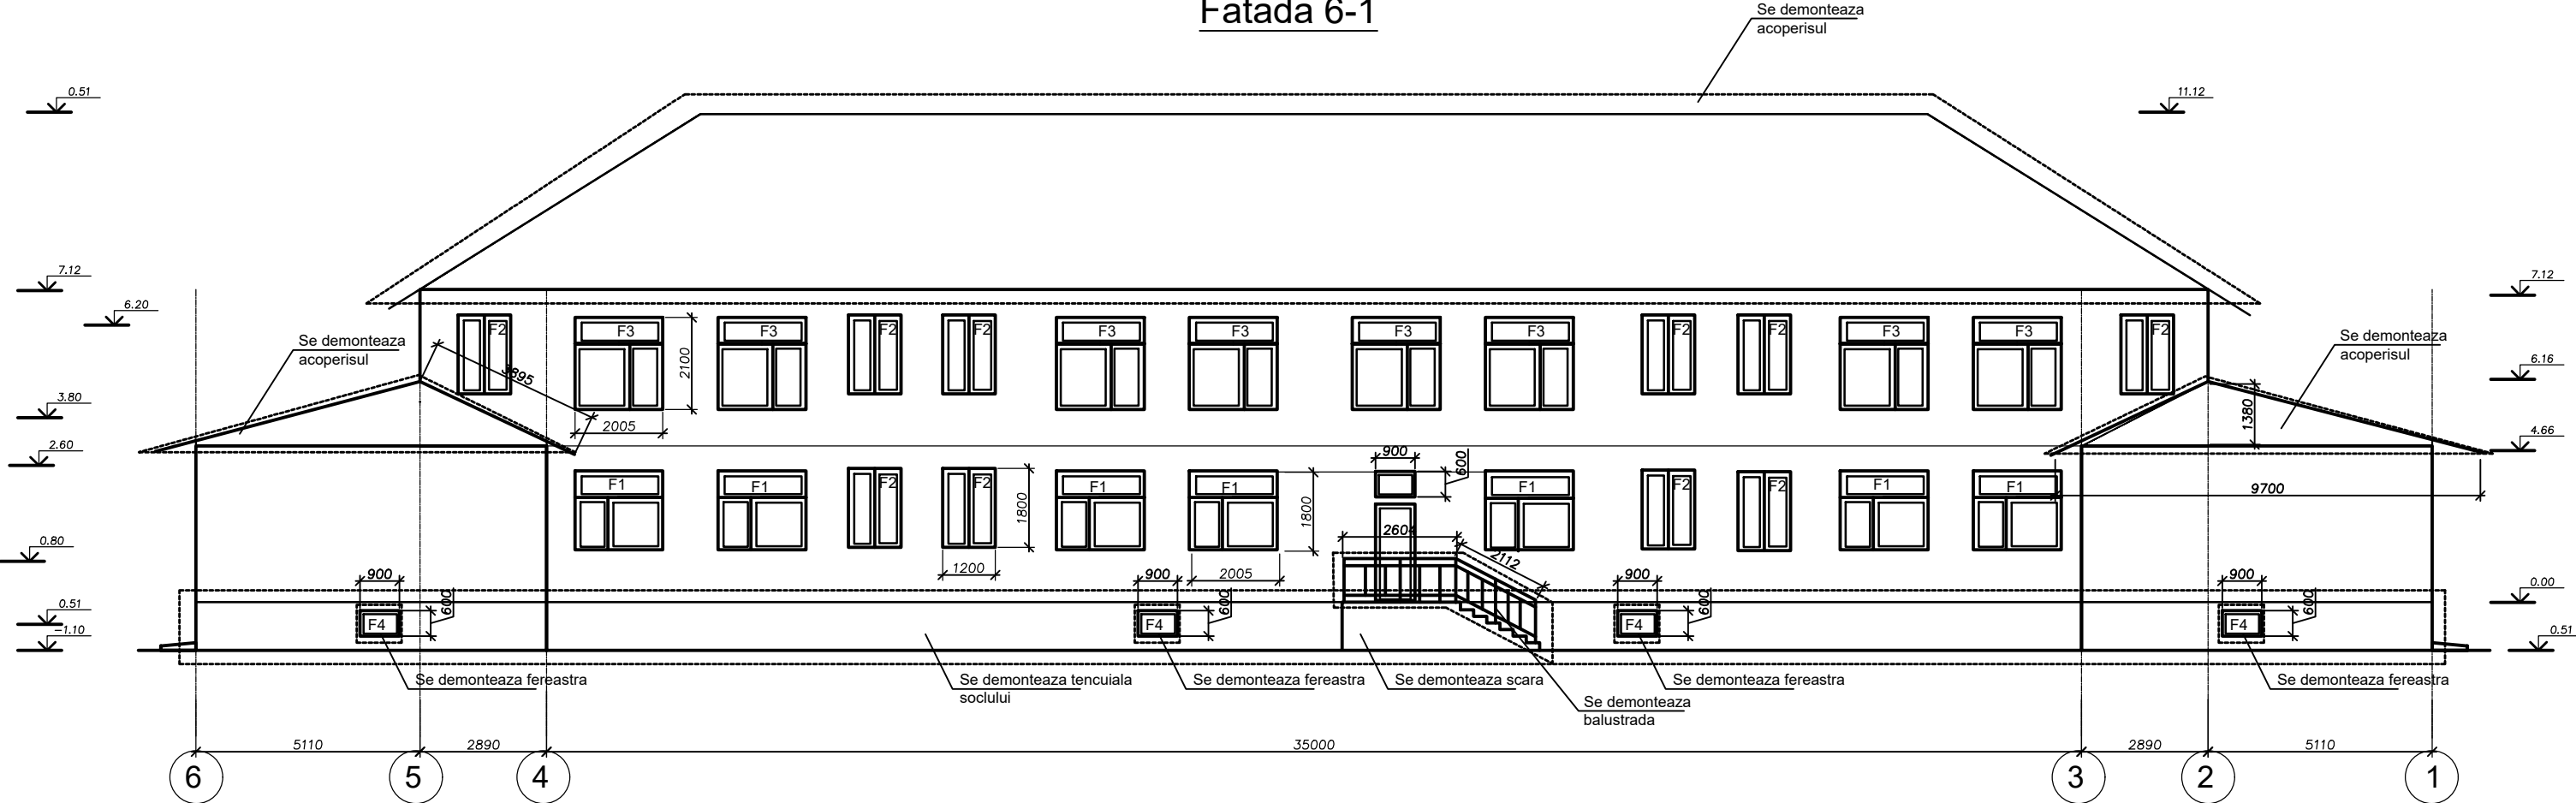 Fatada 6-1
Se demonteaza
acoperisul
0.51
11.12
7.12
7.12
6.20
F2
F3
F3
F2
F2
F3
F3
F3
F3
F2
F2
F3
F3
F2
Se demonteaza
acoperisul
3895
2100
Se demonteaza
acoperisul
6.16
3.80
2005
1380
2.60
4.66
900
600
F1
F1
F2
F2
F1
F1
F1
F2
F2
F1
F1
1800
1800
9700
2604
2112
0.80
1200
2005
900
900
900
900
0.51
600
600
600
600
0.00
F4
F4
F4
F4
-1.10
0.51
Se demonteaza fereastra
Se demonteaza tencuiala
soclului
Se demonteaza fereastra
Se demonteaza scara
Se demonteaza fereastra
Se demonteaza fereastra
Se demonteaza
balustrada
5110
2890
35000
2890
5110
6
5
4
3
2
1